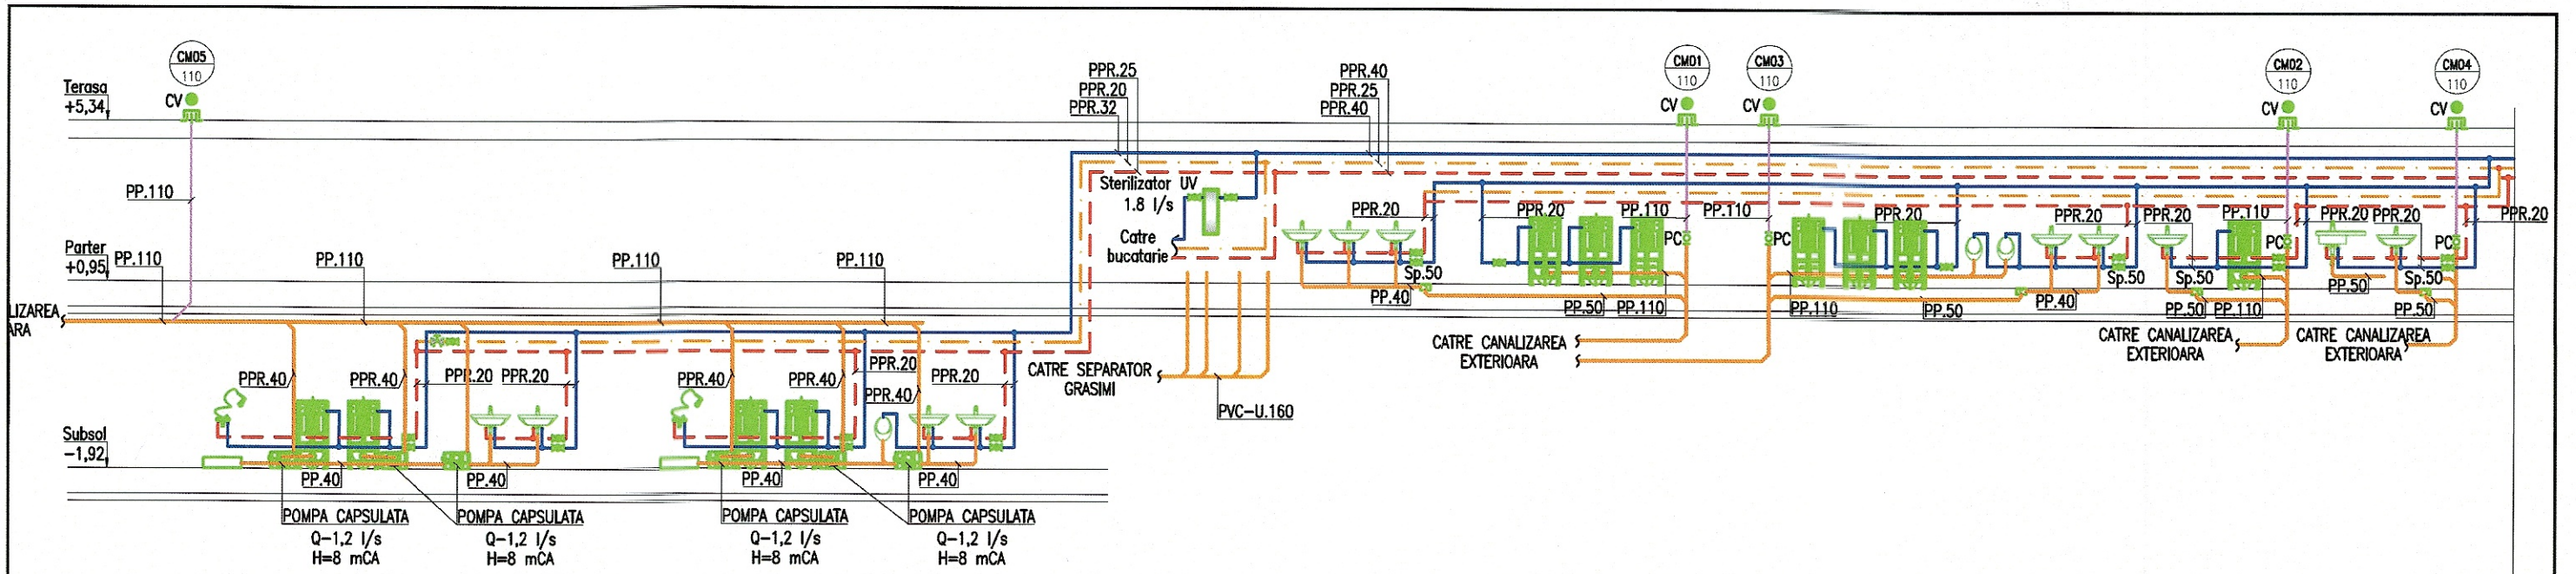 CM05
110
CV
Terasa
+5,34
PP.110
Parter
+0,95
PP.110
PP.110
PP.110
PP.110
LIZAREA
ARA
PPR.40
PPR.40
PPR.20
PPR.20
PPR.40
PPR.40
PPR.20
PPR.40
PPR.20
Subsol
-1,92
PP.40
PP.40
PP.40
PP.40
POMPA CAPSULATA
Q-1,2 l/s
H=8 mCA
POMPA CAPSULATA
Q-1,2 l/s
H=8 mCA
POMPA CAPSULATA
Q-1,2 l/s
H=8 mCA
POMPA CAPSULATA
Q-1,2 l/s
H=8 mCA
PPR.25
PPR.20
PPR.32
PPR.40
PPR.25
PPR.40
Sterilizator UV
1.8 l/s
Catre
bucatarie
CATRE SEPARATOR
GRASIMI
PVC-U.160
CM01
110
CV
CM03
110
CV
CM02
110
CV
CM04
110
CV
PPR.20
PPR.20
PP.110
PP.110
PPR.20
PPR.20
PPR.20
PP.110
PPR.20
PPR.20
PPR.20
PC
PC
PC
PC
Sp.50
Sp.50
Sp.50
Sp.50
PP.40
PP.50
PP.110
PP.110
PP.50
PP.40
PP.50
PP.110
PP.50
PP.50
CATRE CANALIZAREA
EXTERIOARA
CATRE CANALIZAREA
EXTERIOARA
CATRE CANALIZAREA
EXTERIOARA